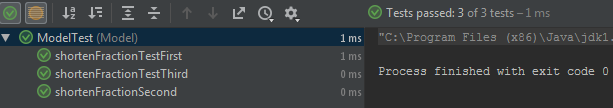 Tests passed: 3 of 3 tests – 1 ms
ModelTest (Model) 1 ms
shortenFractionTestFirst 1 ms
shortenFractionTestThird 0 ms
shortenFractionSecond 0 ms
"C:\Program Files (x86)\Java\jdk1.
Process finished with exit code 0